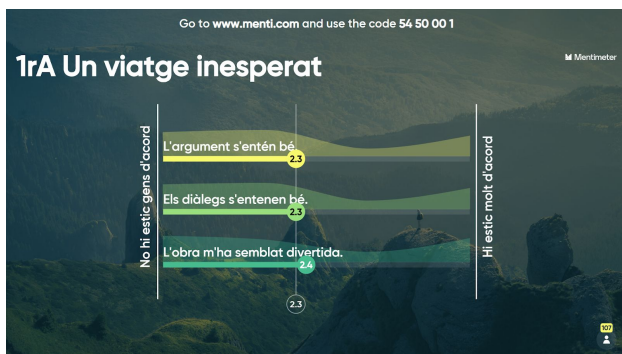 Go to www.menti.com and use the code 54 50 00 1
1rA Un viatge inesperat
Mentimeter
No hi estic gens d'acord
L'argument s'entén bé.
2.3
Els diàlegs s'entenen bé.
2.3
L'obra m'ha semblat divertida.
2.4
Hi estic molt d'acord
2.3
107